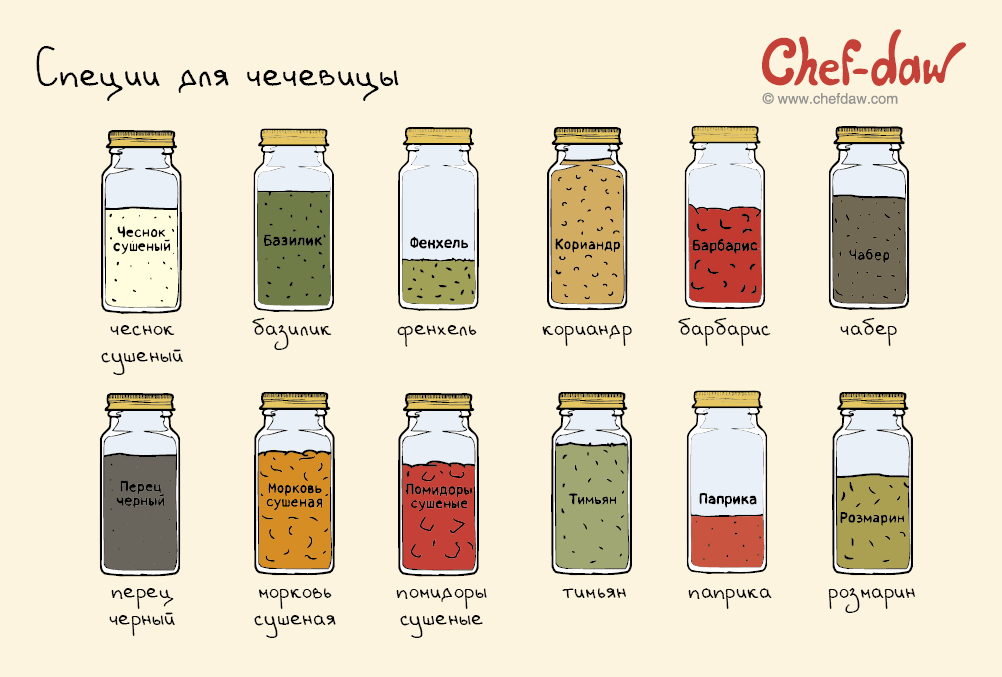 Специи для чечевицы
Chef-daw
© www.chefdaw.com
Чеснок
сушеный
Базилик
Фенхель
Кориандр
Барбарис
Чабер
чеснок
сушеный
базилик
фенхель
кориандр
барбарис
чабер
Перец
черный
Морковь
сушеная
Помидоры
сушеные
Тимьян
Паприка
Розмарин
перец
черный
морковь
сушеная
помидоры
сушеные
тимьян
паприка
розмарин